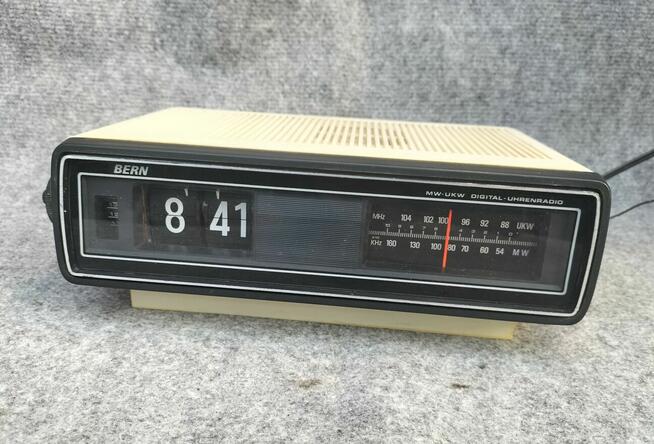 BERN
MW-UKW DIGITAL-UHRENRADIO
8 41
MHz 104 102 100 96 92 88 UKW
KHz 160 130 100 80 70 60 54 MW